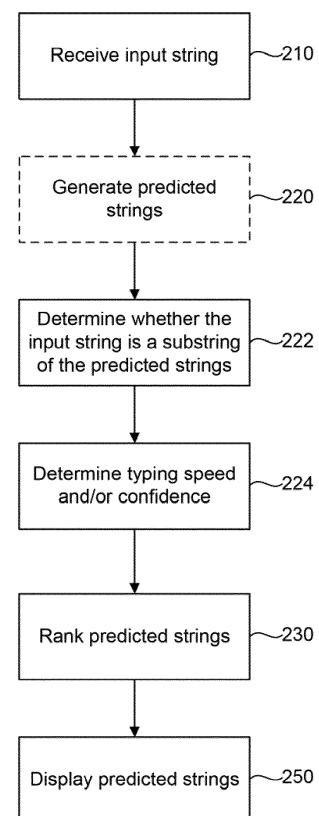 Receive input string
210
Generate predicted
strings
220
Determine whether the
input string is a substring
of the predicted strings
222
Determine typing speed
and/or confidence
224
Rank predicted strings
230
Display predicted strings
250